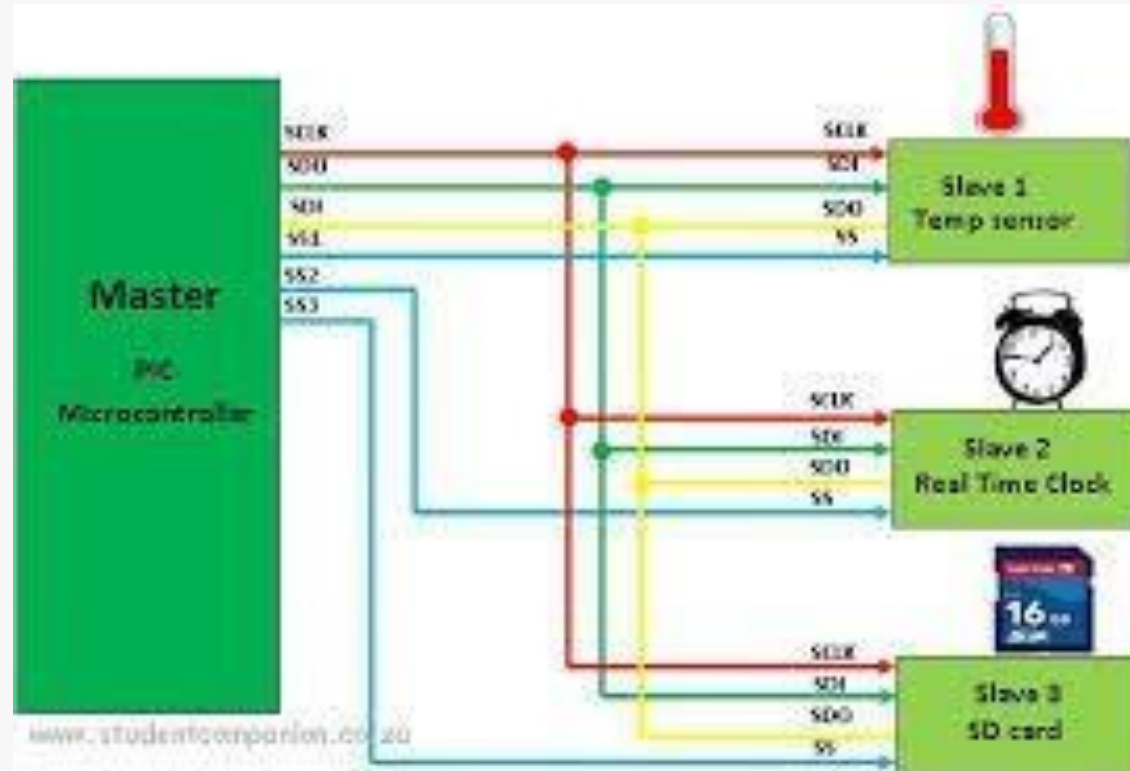 SCLK
SDO
SDI
SS1
SS2
SS3
Master
PIC
Microcontroller
SCLK
SDI
SDO
SS
Slave 1
Temp sensor
SCLK
SDI
SDO
SS
Slave 2
Real Time Clock
16 GB
SCLK
SDI
SDO
SS
Slave 3
SD card
www.studentcompanion.co.za